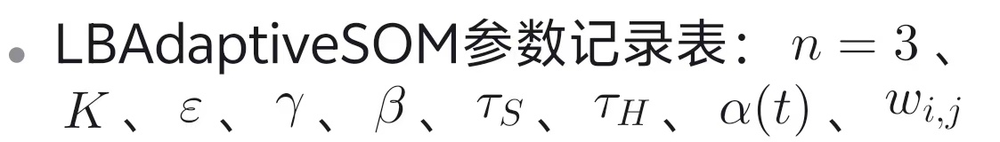 • LBAdaptiveSOM参数记录表： n = 3 、
K 、 ε 、 γ 、 β 、 τ_S 、 τ_H 、 α(t) 、 w_{i,j}